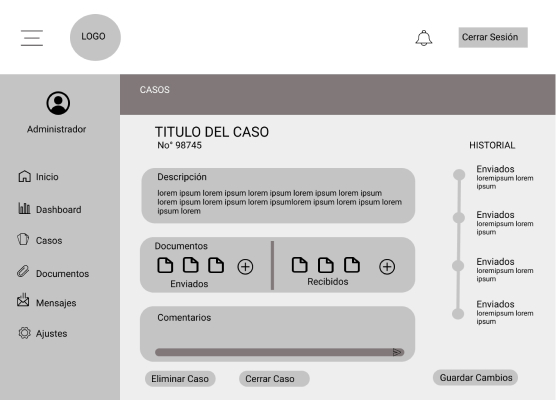 LOGO
Cerrar Sesión
CASOS
Administrador
Inicio
Dashboard
Casos
Documentos
Mensajes
Ajustes
TITULO DEL CASO
No° 98745
Descripción
lorem ipsum lorem ipsum lorem ipsum lorem ipsum lorem ipsum
lorem ipsum lorem ipsum lorem ipsumlorem ipsum lorem ipsum lorem
ipsum lorem
Documentos
Enviados
Recibidos
Comentarios
Eliminar Caso
Cerrar Caso
HISTORIAL
Enviados
loremipsum lorem
ipsum
Enviados
loremipsum lorem
ipsum
Enviados
loremipsum lorem
ipsum
Enviados
loremipsum lorem
ipsum
Guardar Cambios